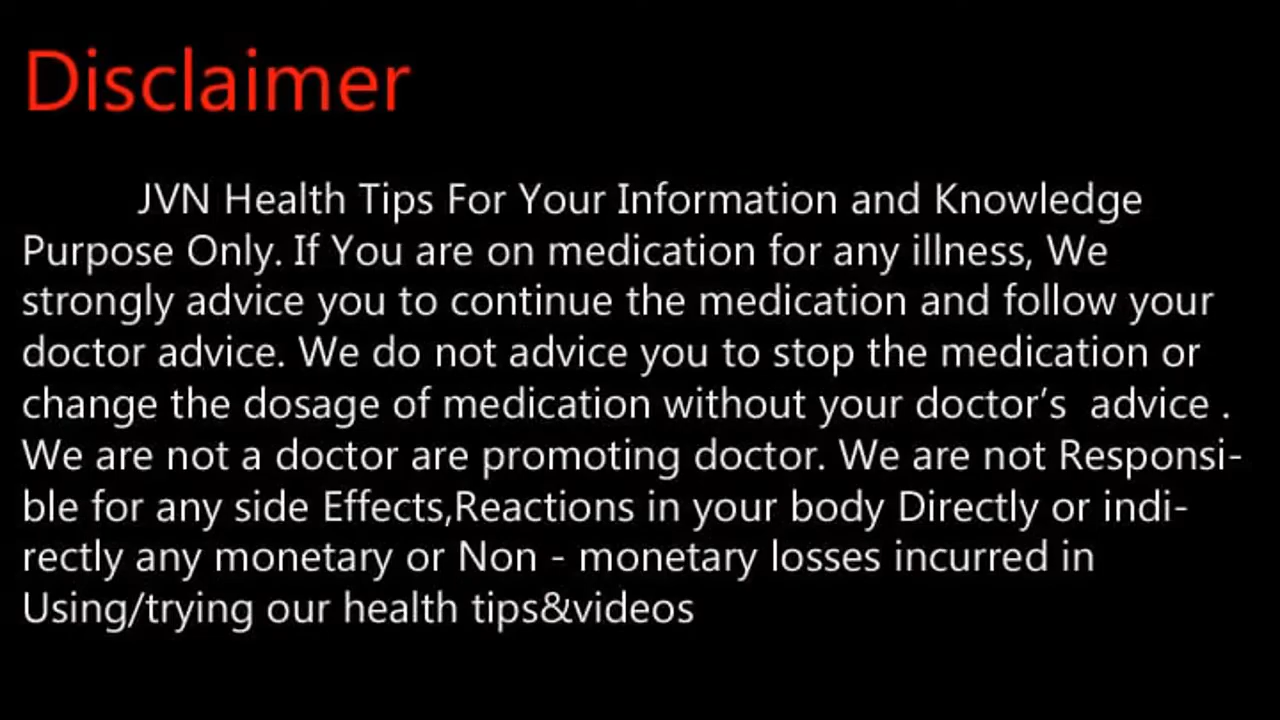 Disclaimer
JVN Health Tips For Your Information and Knowledge
Purpose Only. If You are on medication for any illness, We
strongly advice you to continue the medication and follow your
doctor advice. We do not advice you to stop the medication or
change the dosage of medication without your doctor's  advice .
We are not a doctor are promoting doctor. We are not Responsi-
ble for any side Effects,Reactions in your body Directly or indi-
rectly any monetary or Non - monetary losses incurred in
Using/trying our health tips&videos